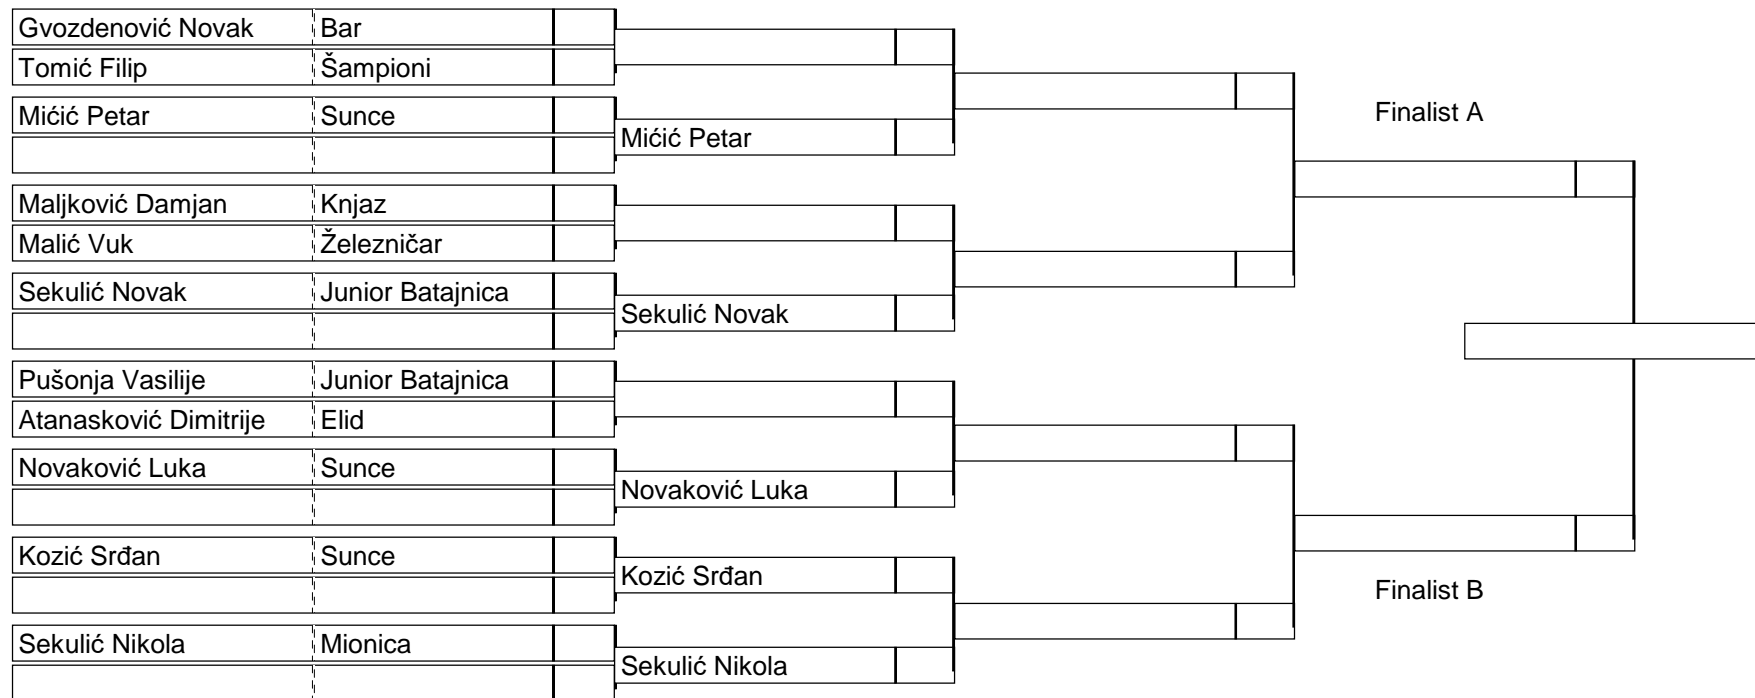 Gvozdenović Novak Bar
Tomić Filip Šampioni
Mićić Petar Sunce
Mićić Petar
Finalist A
Maljković Damjan Knjaz
Malić Vuk Železničar
Sekulić Novak Junior Batajnica
Sekulić Novak
Pušonja Vasilije Junior Batajnica
Atanasković Dimitrije Elid
Novaković Luka Sunce
Novaković Luka
Kozić Srđan Sunce
Kozić Srđan
Finalist B
Sekulić Nikola Mionica
Sekulić Nikola